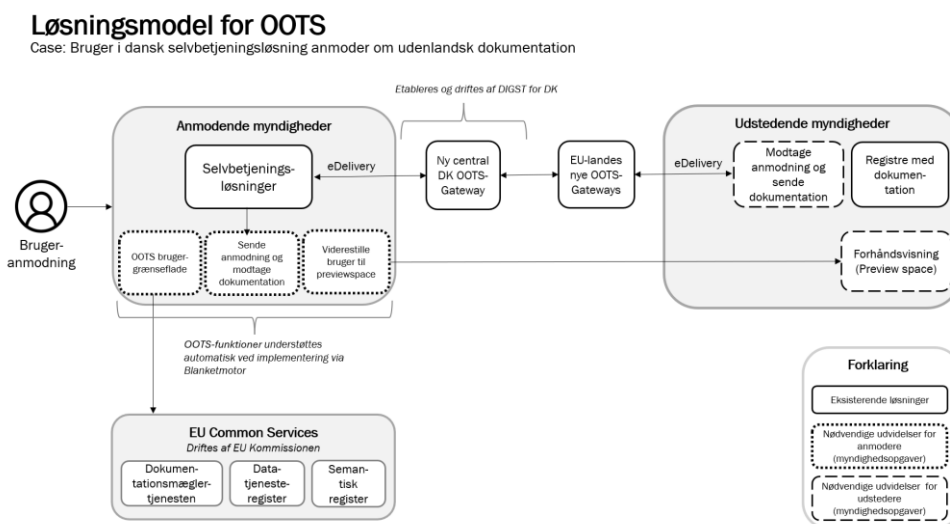 Løsningsmodel for OOTS
Case: Bruger i dansk selvbetjeningsløsning anmoder om udenlandsk dokumentation
Etableres og driftes af DIGST for DK
Anmodende myndigheder
Selvbetjenings-
løsninger
eDelivery
Ny central
DK OOTS-
Gateway
EU-landes
nye OOTS-
Gateways
eDelivery
Udstedende myndigheder
Modtage
anmodning og
sende
dokumentation
Registre med
dokumen-
tation
Bruger-
anmodning
OOTS bruger-
grænseflade
Sende
anmodning og
modtage
dokumentation
Viderestille
bruger til
previewspace
Forhåndsvisning
(Preview space)
OOTS-funktioner understøttes
automatisk ved implementering via
Blanketmotor
EU Common Services
Driftes af EU Kommissionen
Dokumen-
tationsmægler-
tjenesten
Data-
tjeneste-
register
Seman-
tisk
register
Forklaring
Eksisterende løsninger
Nødvendige udvidelser for
anmodere
(myndighedsopgaver)
Nødvendige udvidelser for
udstedere
(myndighedsopgaver)